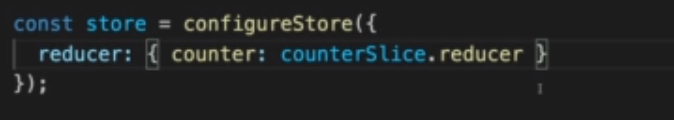 const store = configureStore({
  reducer: { counter: counterSlice.reducer }
});